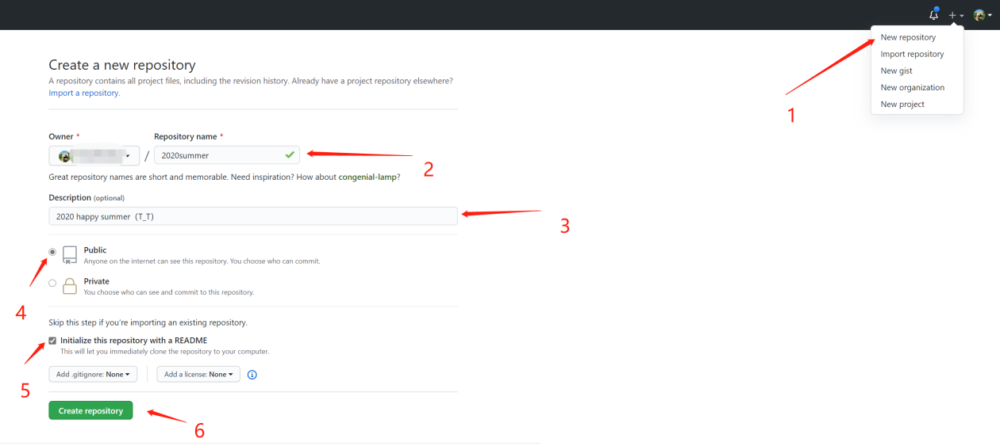 New repository
Import repository
New gist
New organization
New project
1
Create a new repository
A repository contains all project files, including the revision history. Already have a project repository elsewhere?
Import a repository.
Owner *
Repository name *
/
2020summer
2
Great repository names are short and memorable. Need inspiration? How about congenial-lamp?
Description (optional)
2020 happy summer (T_T)
3
Public
Anyone on the internet can see this repository. You choose who can commit.
Private
You choose who can see and commit to this repository.
4
Skip this step if you're importing an existing repository.
Initialize this repository with a README
This will let you immediately clone the repository to your computer.
5
Add .gitignore: None
Add a license: None
Create repository
6